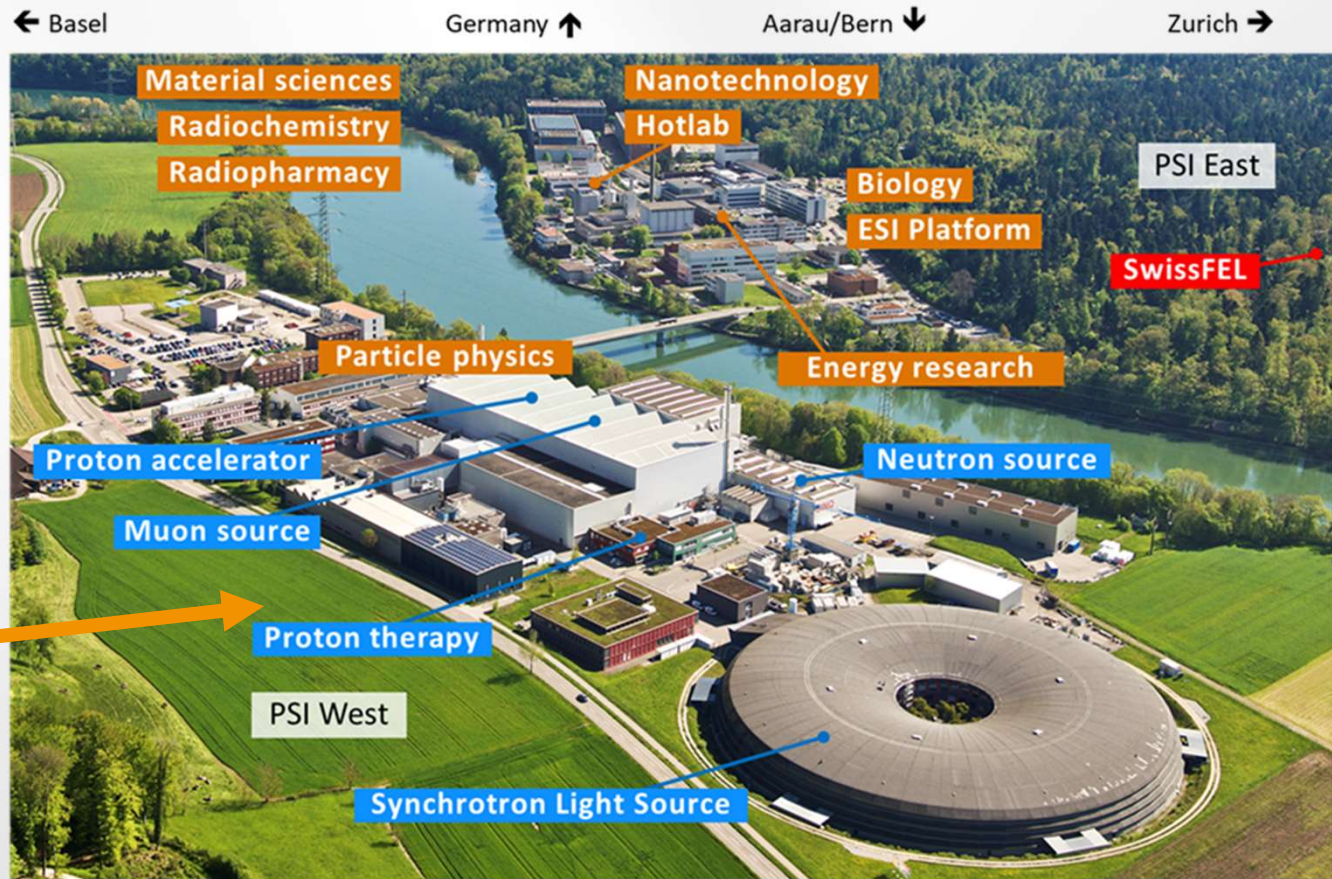 ← Basel
Germany ↑
Aarau/Bern ↓
Zurich →
Material sciences
Radiochemistry
Radiopharmacy
Nanotechnology
Hotlab
Biology
ESI Platform
PSI East
SwissFEL
Particle physics
Energy research
Proton accelerator
Neutron source
Muon source
Proton therapy
PSI West
Synchrotron Light Source